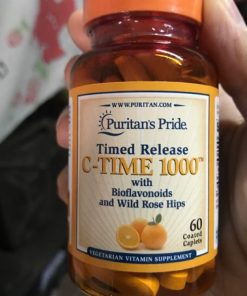 WWW.PURITAN.COM
Puritan's Pride®
Timed Release
C-TIME 1000™
with
Bioflavonoids
and Wild Rose Hips
60
Coated
Caplets
VEGETARIAN VITAMIN SUPPLEMENT